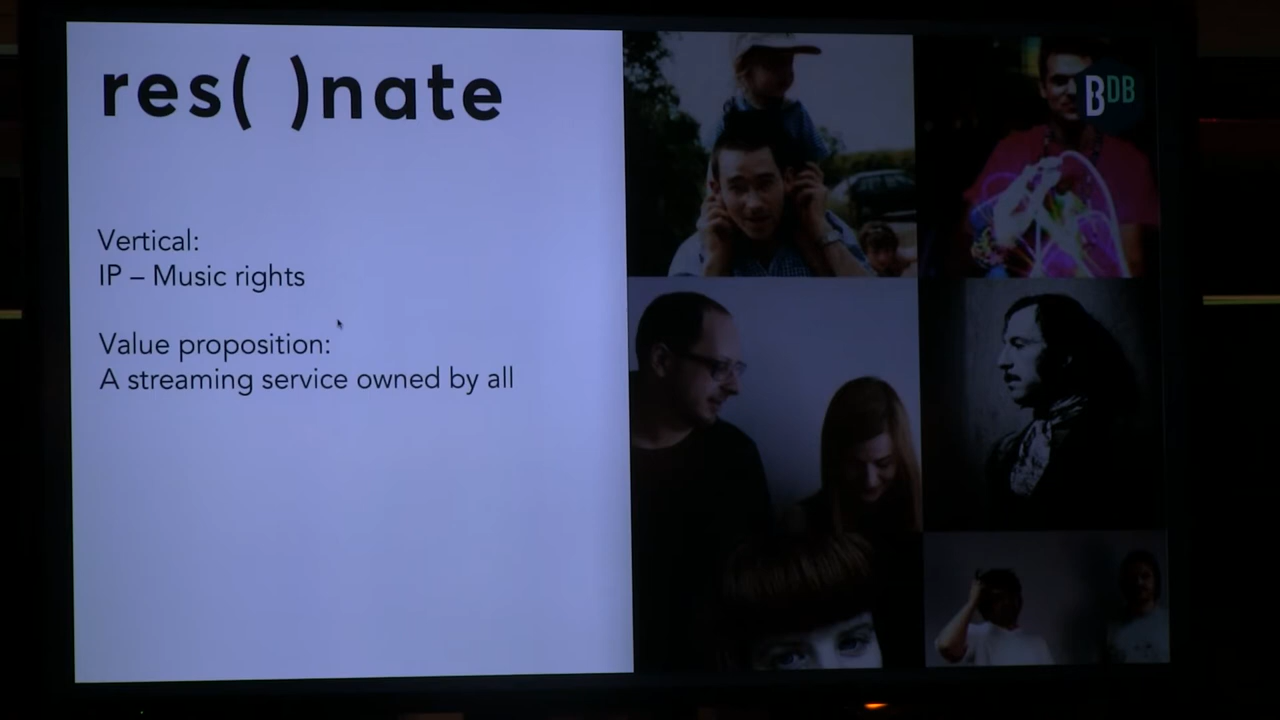 res( )nate
BDB
Vertical:
IP – Music rights
Value proposition:
A streaming service owned by all